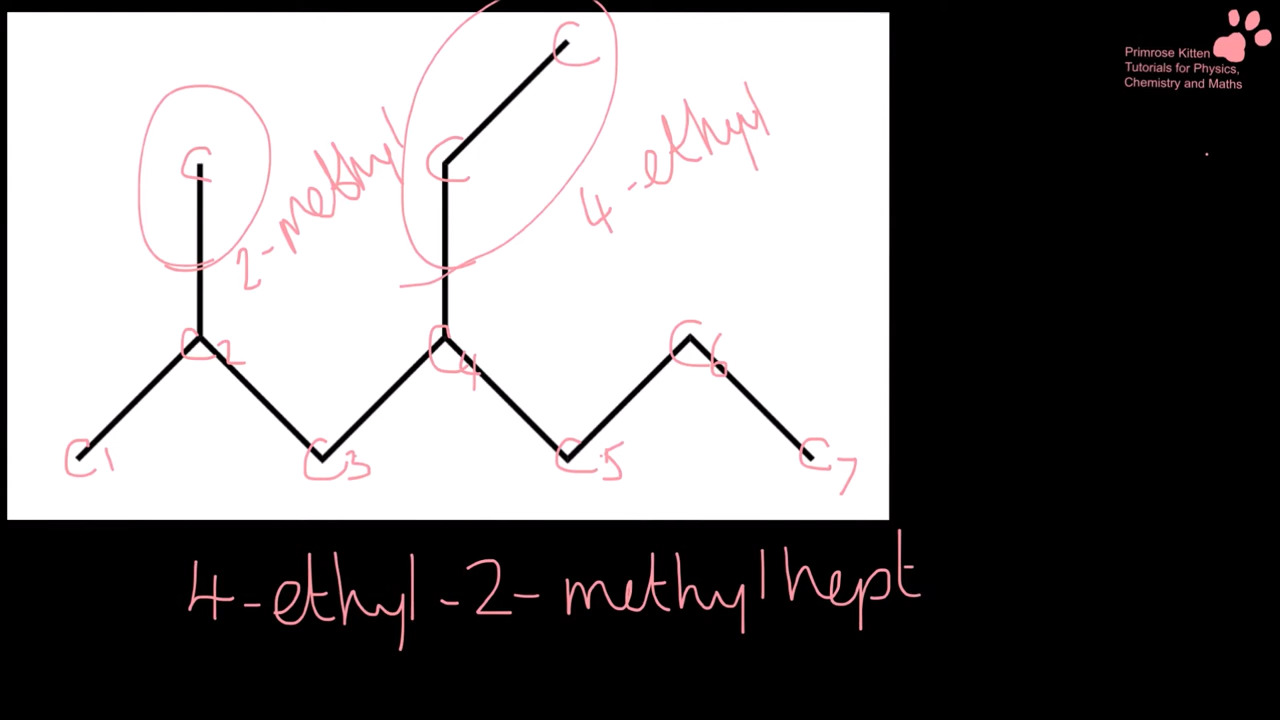 Primrose Kitten
Tutorials for Physics,
Chemistry and Maths
C
C
C
2-methyl
4-ethyl
C2
C4
C6
C1
C3
C5
C7
4-ethyl-2-methylhept